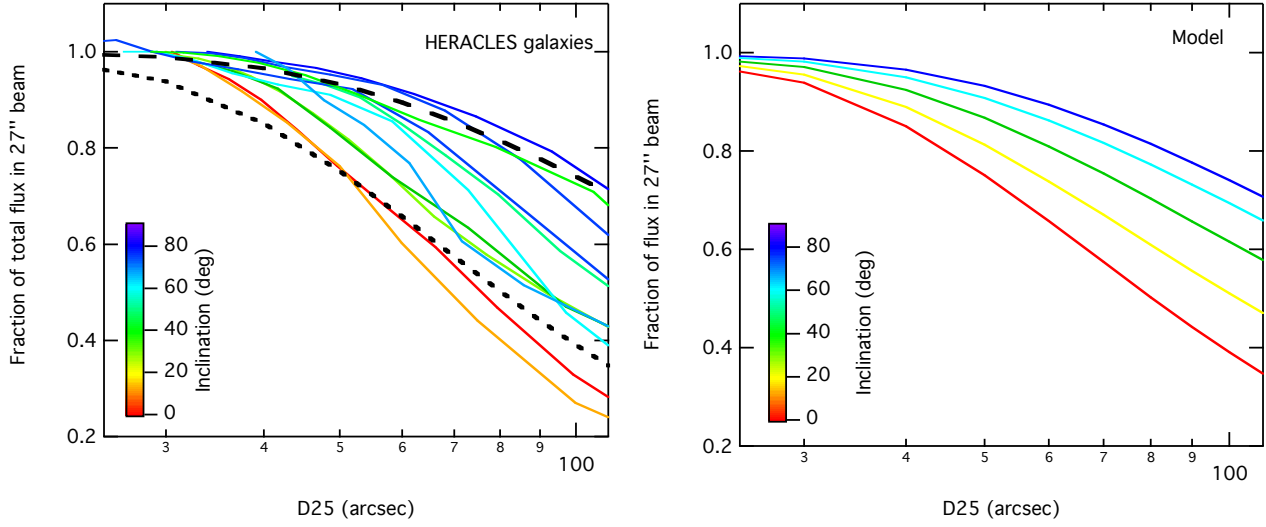 HERACLES galaxies
Fraction of total flux in 27" beam
1.0
0.8
0.6
0.4
0.2
Inclination (deg)
80
60
40
20
0
3 4 5 6 7 8 9
100
D25 (arcsec)
Model
Fraction of flux in 27" beam
1.0
0.8
0.6
0.4
0.2
Inclination (deg)
80
60
40
20
0
3 4 5 6 7 8 9
100
D25 (arcsec)